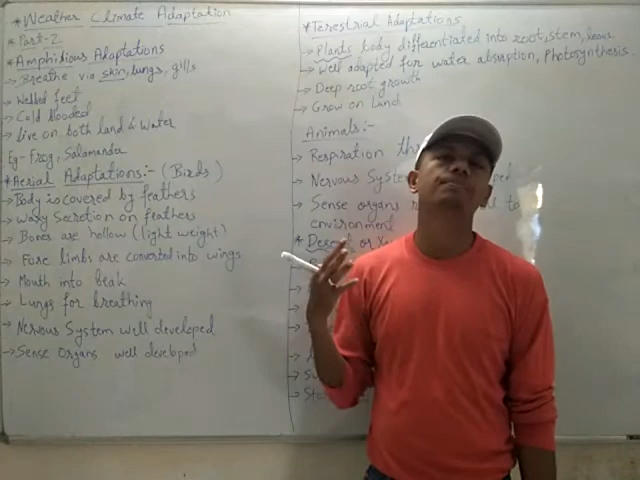 * Weather Climate Adaptation
* Part-2
* Amphidious Adaptations
→ Breathe via skin, lungs, gills
→ Webbed feet
→ Cold blooded
→ Live on both land & Water
Eg - Frog, Salamander
* Aerial Adaptations:- (Birds)
→ Body is covered by feathers
→ Waxy Secretion on feathers
→ Bones are hollow (light weight)
→ Fore limbs are converted into wings
→ Mouth into beak
→ Lungs for breathing
→ Nervous System well developed
→ Sense Organs well developed
* Terestrial Adaptations
→ Plants body differentiated into root, stem, leaves
→ Well adapted for water absorption, Photosynthesis.
→ Deep root growth
→ Grow on Land
Animals:-
→ Respiration
→ Nervous System
→ Sense organs to
environment
* Desert or